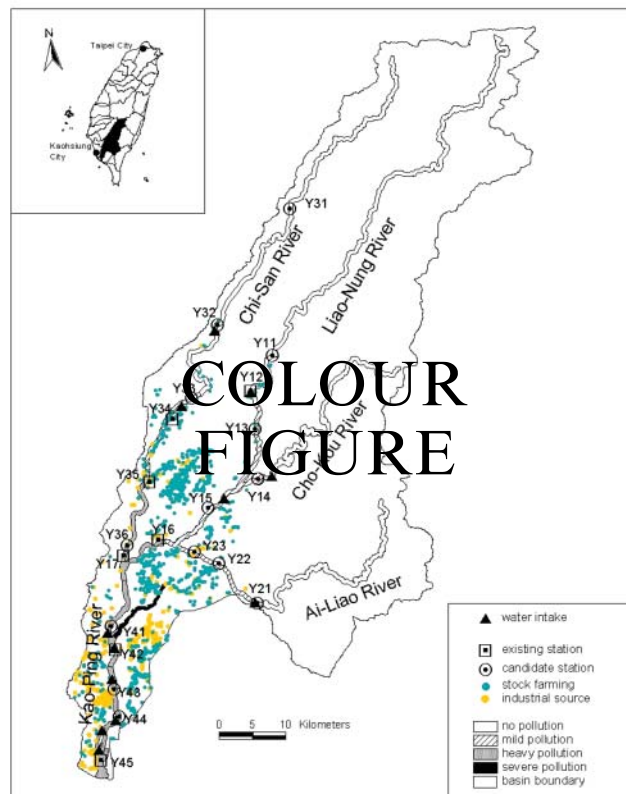 N
Taipei City
Kaohsiung
City
Y31
Chi-San River
Liao-Nung River
Y32
Y11
COLOUR
Y12
Y34
Y13
FIGURE
Cho-Kou River
Y35
Y14
Y15
Y36
Y16
Y17
Y23
Y22
Y21
Ai-Liao River
Kao-Ping River
Y41
Y42
Y43
Y44
Y45
0 5 10 Kilometers
water intake
existing station
candidate station
stock farming
industrial source
no pollution
mild pollution
heavy pollution
severe pollution
basin boundary